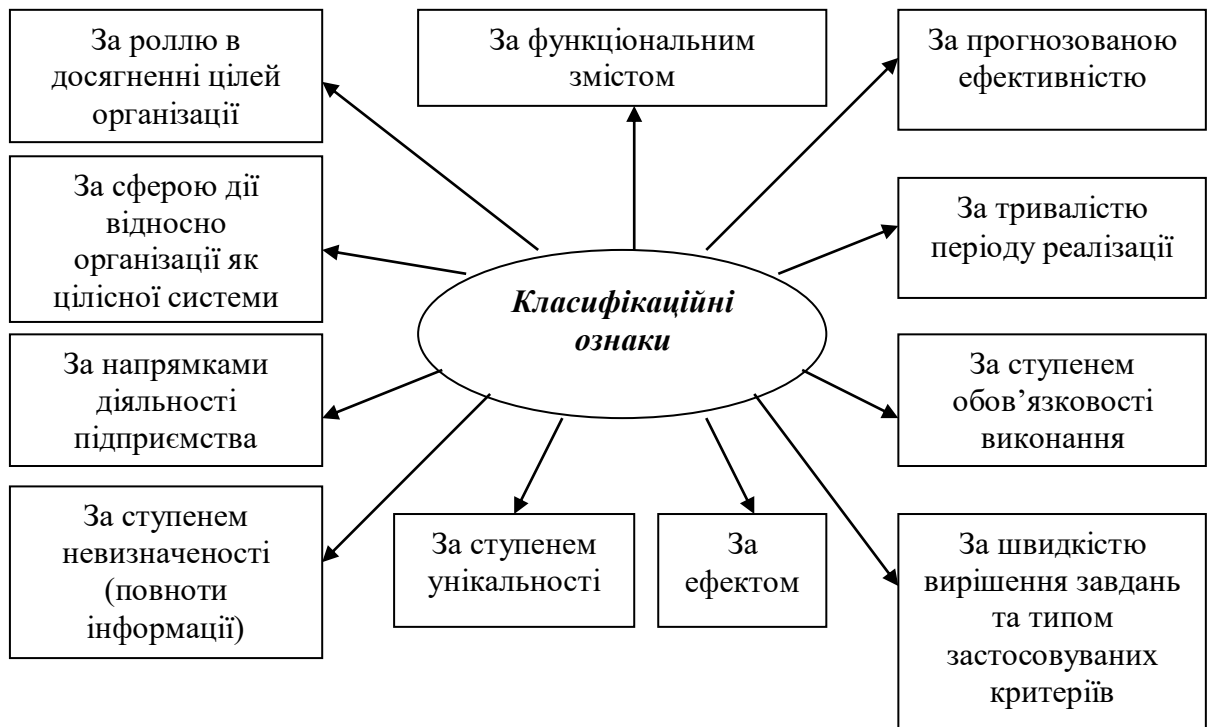 За роллю в
досягненні цілей
організації
За функціональним
змістом
За прогнозованою
ефективністю
За сферою дії
відносно
організації як
цілісної системи
За тривалістю
періоду реалізації
Класифікаційні
ознаки
За напрямками
діяльності
підприємства
За ступенем
обов’язковості
виконання
За ступенем
невизначеності
(повноти
інформації)
За ступенем
унікальності
За
ефектом
За швидкістю
вирішення завдань
та типом
застосовуваних
критеріїв